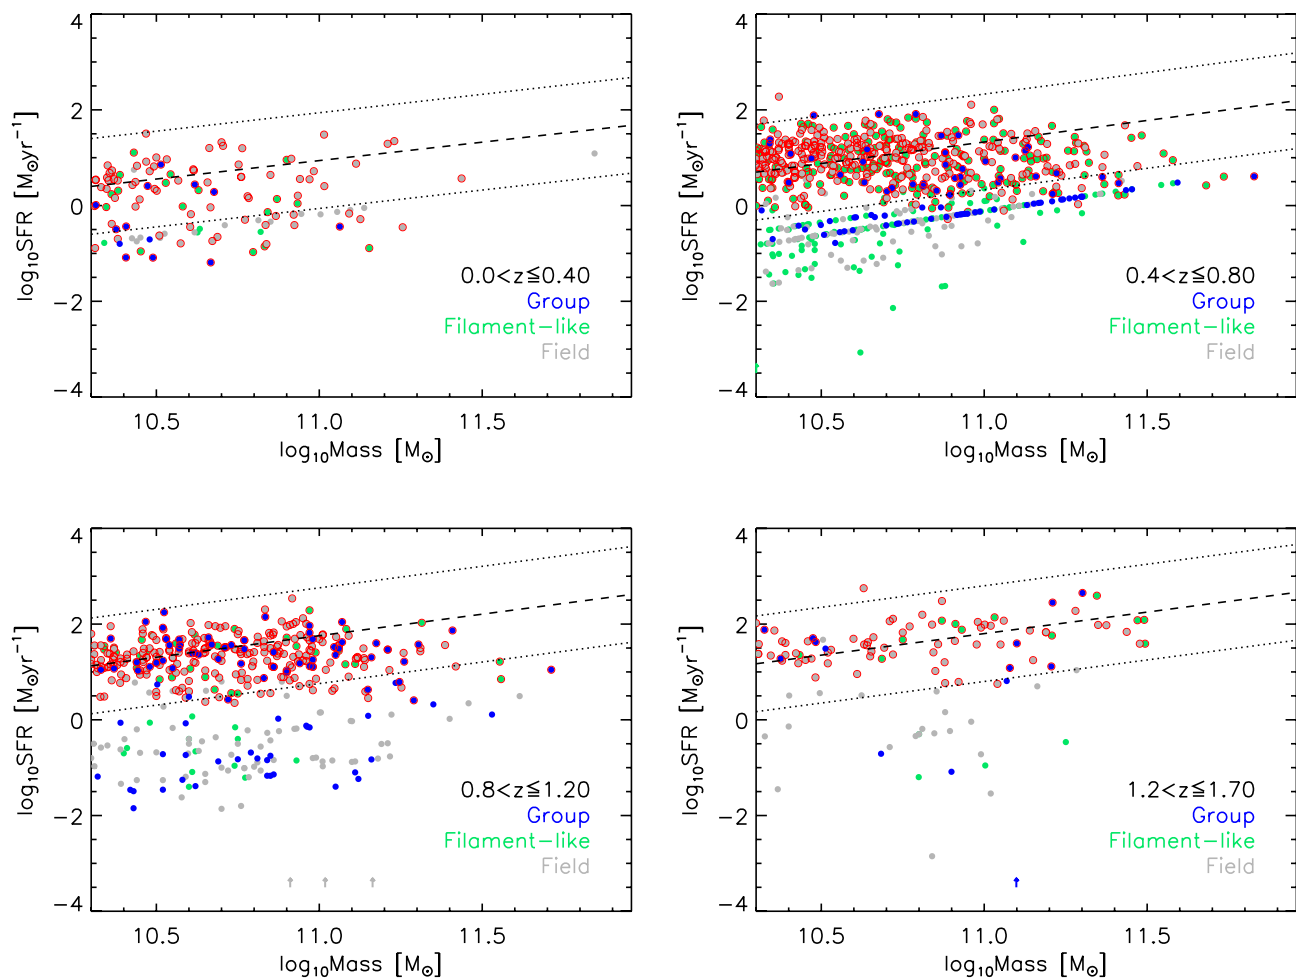 4
2
0
−2
−4
log₁₀SFR [M⊙yr⁻¹]
0.0<z≦0.40
Group
Filament−like
Field
10.5 11.0 11.5
log₁₀Mass [M⊙]
4
2
0
−2
−4
log₁₀SFR [M⊙yr⁻¹]
0.4<z≦0.80
Group
Filament−like
Field
10.5 11.0 11.5
log₁₀Mass [M⊙]
4
2
0
−2
−4
log₁₀SFR [M⊙yr⁻¹]
0.8<z≦1.20
Group
Filament−like
Field
10.5 11.0 11.5
log₁₀Mass [M⊙]
4
2
0
−2
−4
log₁₀SFR [M⊙yr⁻¹]
1.2<z≦1.70
Group
Filament−like
Field
10.5 11.0 11.5
log₁₀Mass [M⊙]